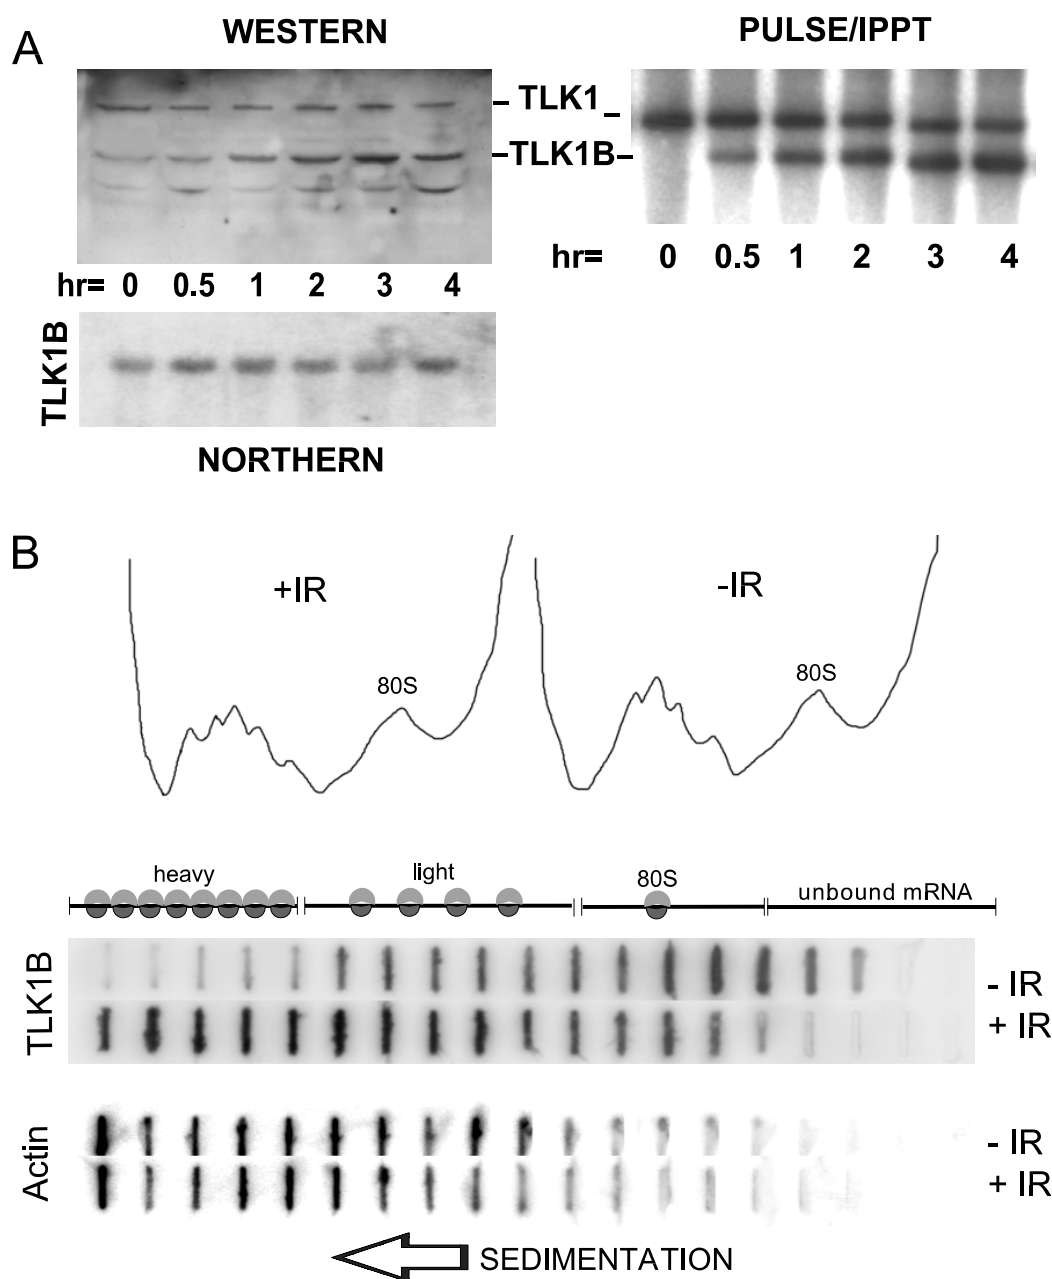 A
WESTERN
PULSE/IPPT
– TLK1 –
–TLK1B–
hr= 0 0.5 1 2 3 4
hr= 0 0.5 1 2 3 4
TLK1B
NORTHERN
B
+IR
-IR
80S
80S
heavy
light
80S
unbound mRNA
TLK1B
- IR
+ IR
Actin
- IR
+ IR
SEDIMENTATION